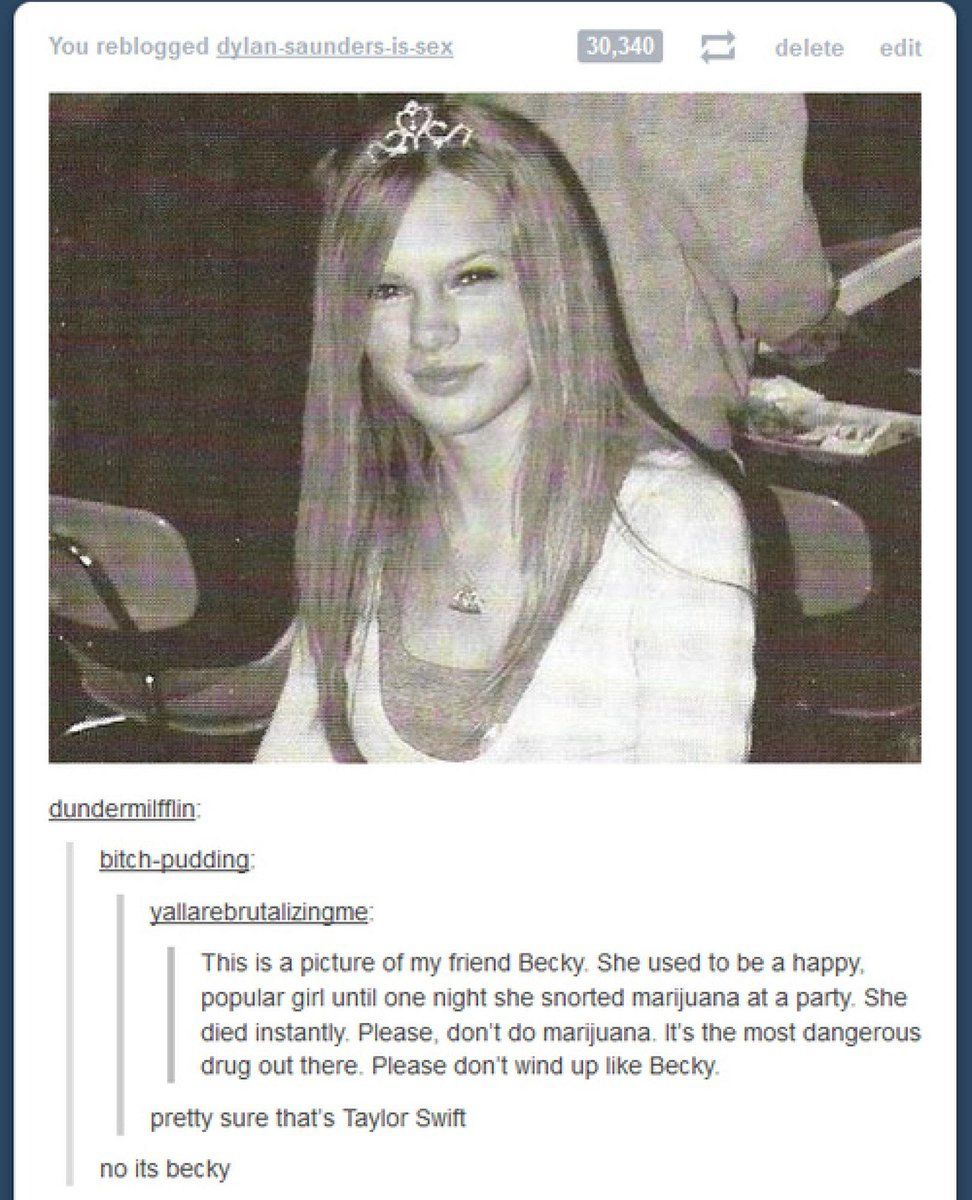 You reblogged dylan-saunders-is-sex 30,340 delete edit
dundermilfflin:
bitch-pudding:
yallarebrutalizingme:
This is a picture of my friend Becky. She used to be a happy,
popular girl until one night she snorted marijuana at a party. She
died instantly. Please, don't do marijuana. It's the most dangerous
drug out there. Please don't wind up like Becky.
pretty sure that's Taylor Swift
no its becky